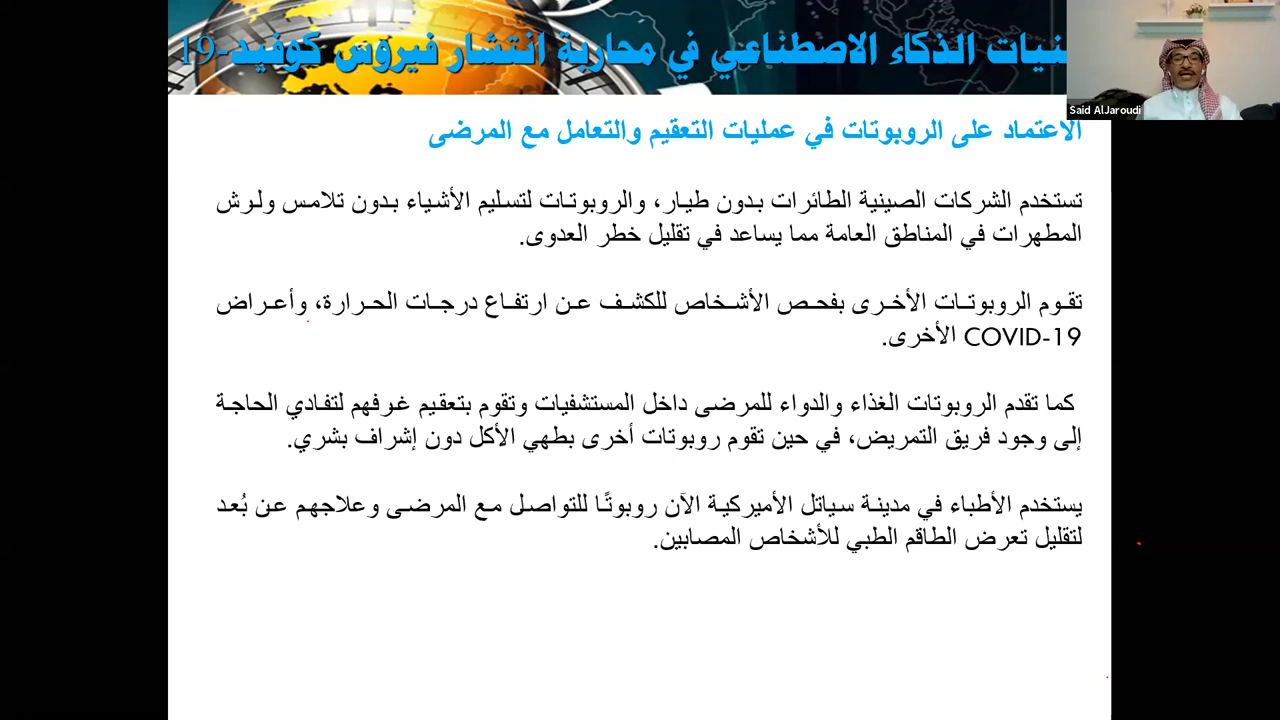 نيات الذكاء الاصطناعي في محاربة انتشار فيروس كوفيد-19
Said AlJaroudi
الاعتماد على الروبوتات في عمليات التعقيم والتعامل مع المرضى
تستخدم الشركات الصينية الطائرات بدون طيار، والروبوتات لتسليم الأشياء بدون تلامس ولرش
المطهرات في المناطق العامة مما يساعد في تقليل خطر العدوى.
تقوم الروبوتات الأخرى بفحص الأشخاص للكشف عن ارتفاع درجات الحرارة، وأعراض
COVID-19 الأخرى.
كما تقدم الروبوتات الغذاء والدواء للمرضى داخل المستشفيات وتقوم بتعقيم غرفهم لتفادي الحاجة
إلى وجود فريق التمريض، في حين تقوم روبوتات أخرى بطهي الأكل دون إشراف بشري.
يستخدم الأطباء في مدينة سياتل الأميركية الآن روبوتًا للتواصل مع المرضى وعلاجهم عن بُعد
لتقليل تعرض الطاقم الطبي للأشخاص المصابين.